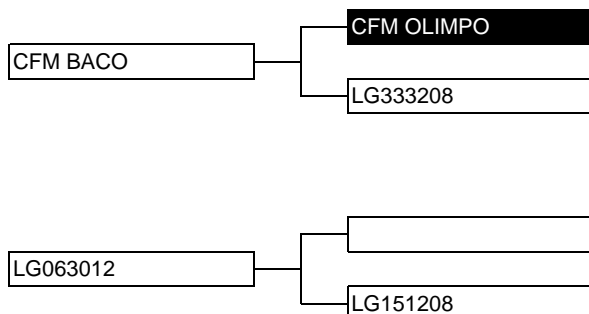 CFM OLIMPO
CFM BACO
LG333208
LG063012
LG151208